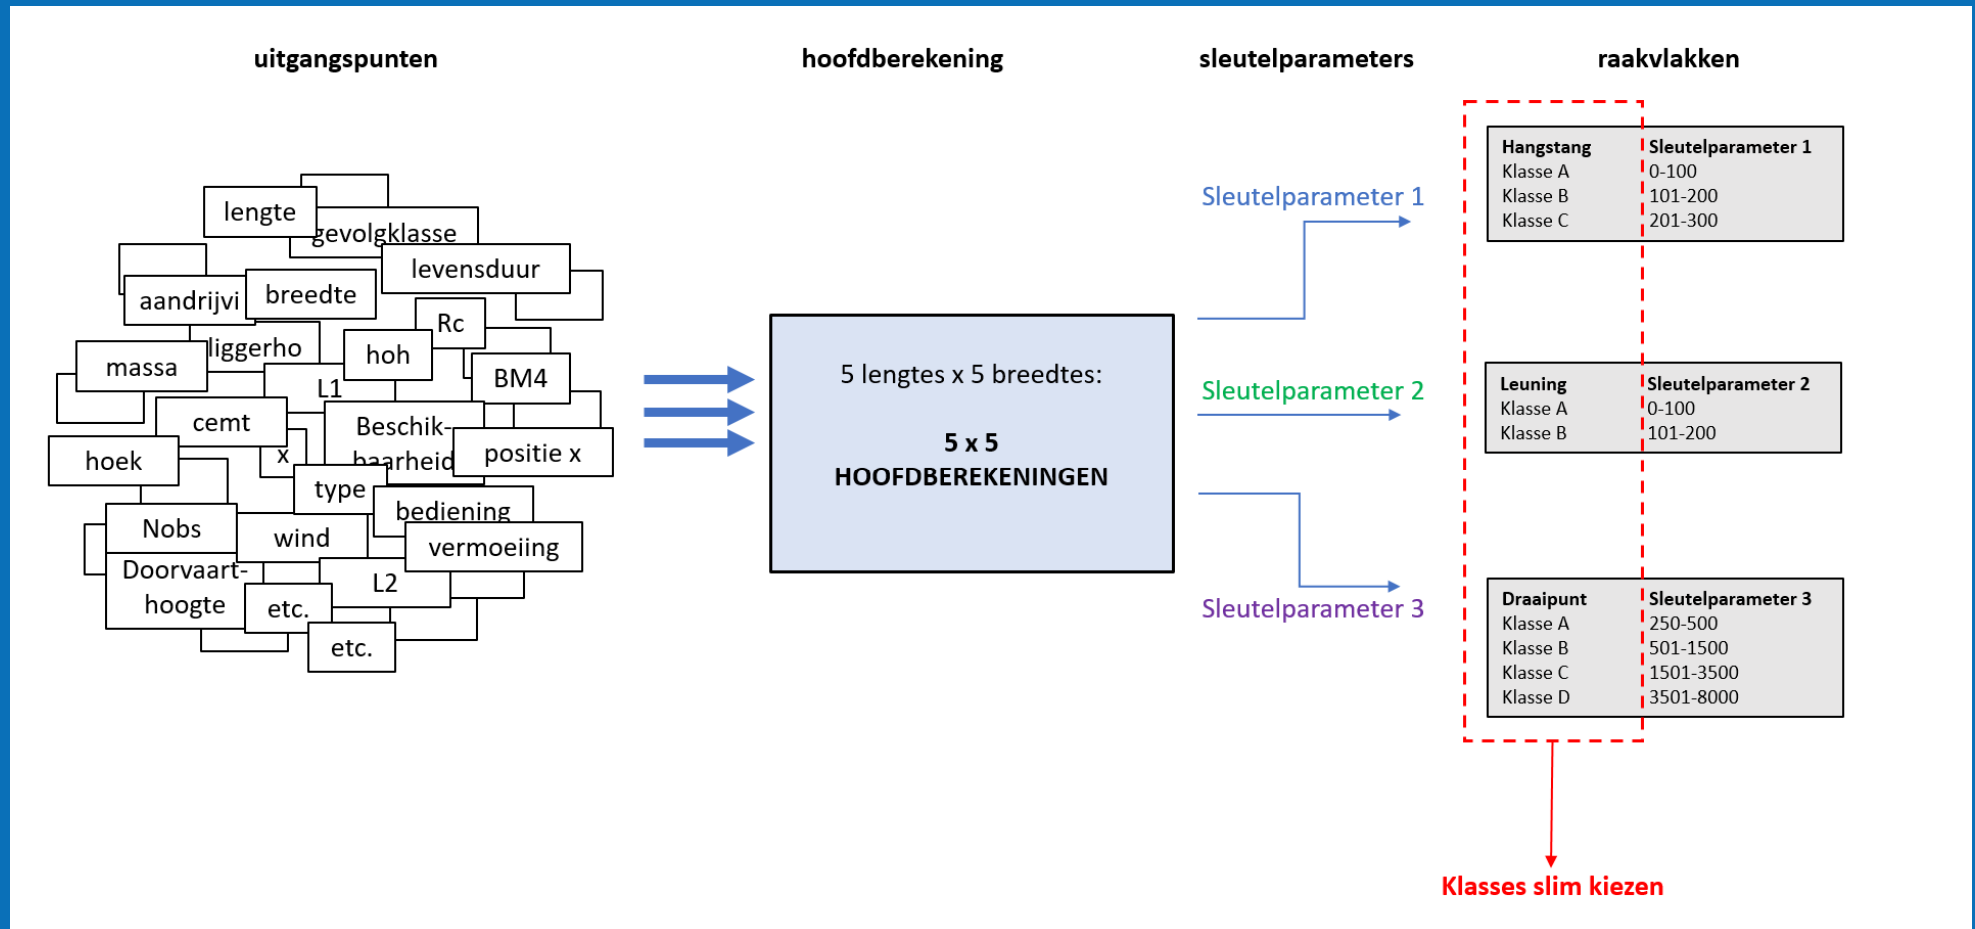 uitgangspunten
hoofdberekening
sleutelparameters
raakvlakken
lengte
gevolgklasse
levensduur
aandrijvi
breedte
Rc
liggerho
hoh
massa
L1
BM4
cemt
Beschik-
baarheid
x
positie x
hoek
type
bediening
Nobs
wind
vermoeiing
Doorvaart-
hoogte
L2
etc.
etc.
5 lengtes x 5 breedtes:
5 x 5
HOOFDBEREKENINGEN
Sleutelparameter 1
Sleutelparameter 2
Sleutelparameter 3
Hangstang Sleutelparameter 1
Klasse A 0-100
Klasse B 101-200
Klasse C 201-300
Leuning Sleutelparameter 2
Klasse A 0-100
Klasse B 101-200
Draaipunt Sleutelparameter 3
Klasse A 250-500
Klasse B 501-1500
Klasse C 1501-3500
Klasse D 3501-8000
Klasses slim kiezen